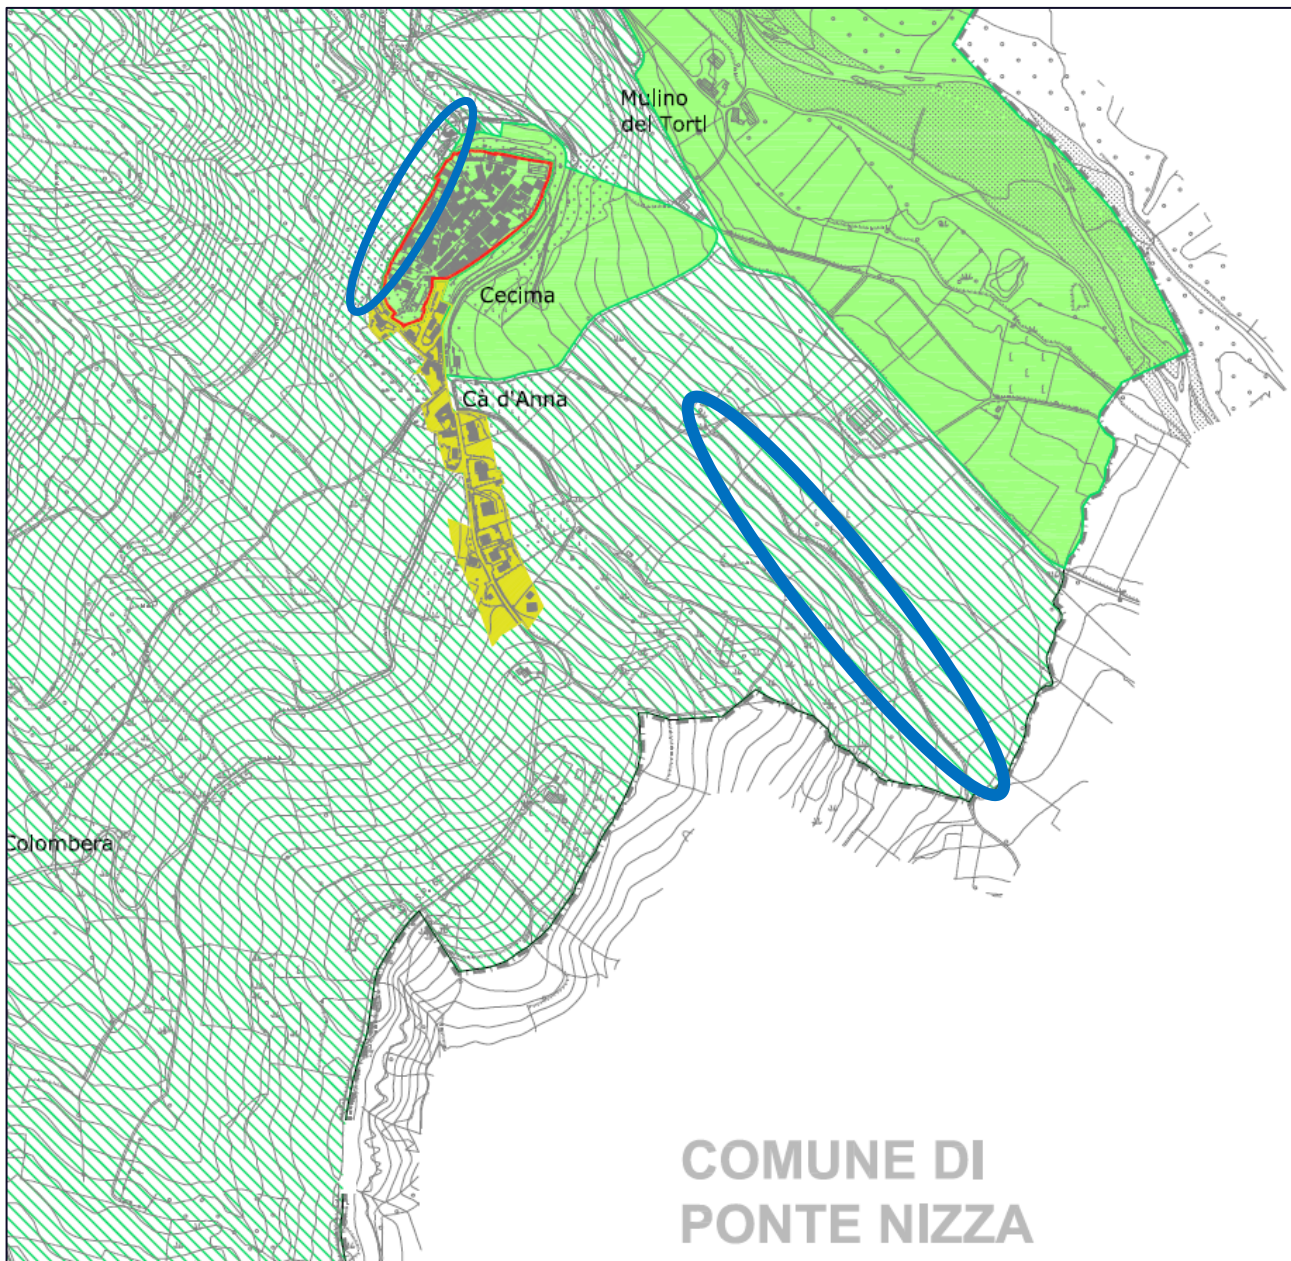 Mulino
del Torti
Cecima
Cà d'Anna
Colombera
COMUNE DI
PONTE NIZZA